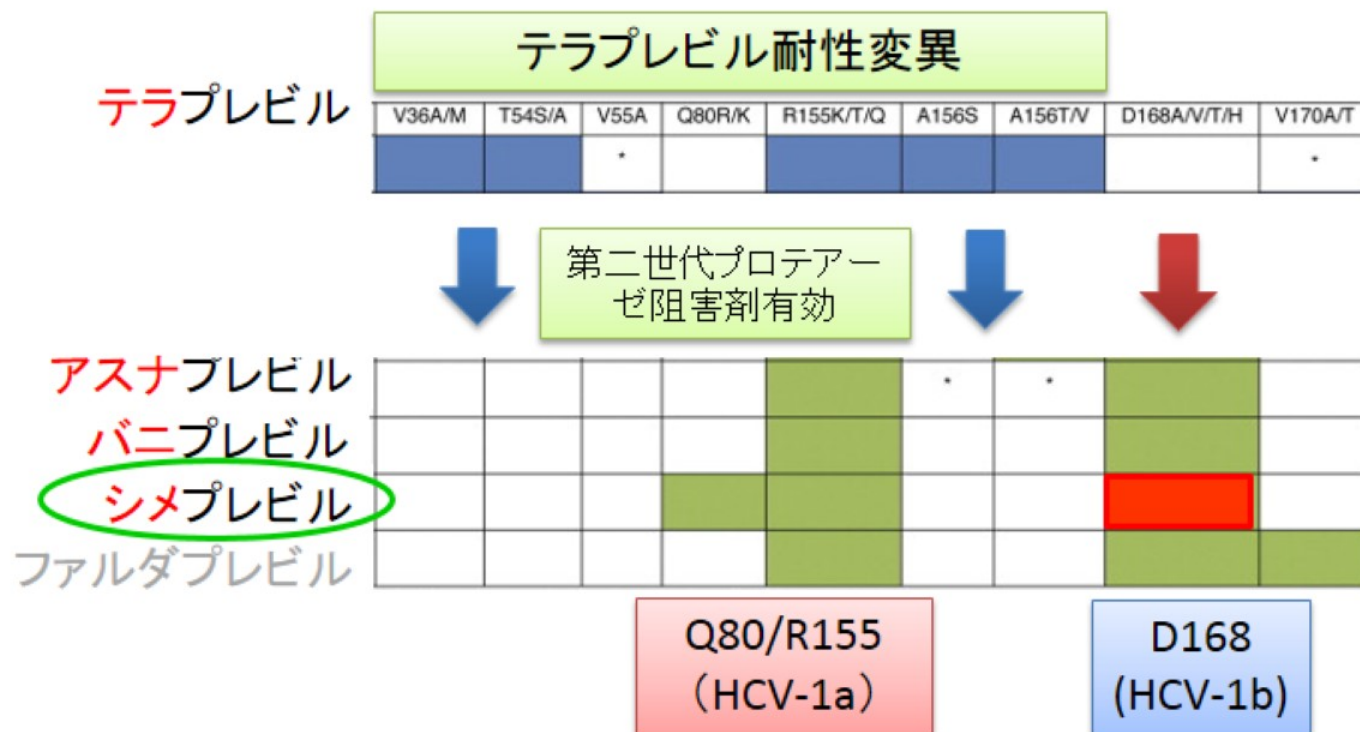 テラプレビル耐性変異
テラプレビル
V36A/M T54S/A V55A Q80R/K R155K/T/Q A156S A156T/V D168A/V/T/H V170A/T
* *
第二世代プロテアー
ゼ阻害剤有効
アスナプレビル
* *
バニプレビル
シメプレビル
ファルダプレビル
Q80/R155
（HCV-1a）
D168
(HCV-1b)